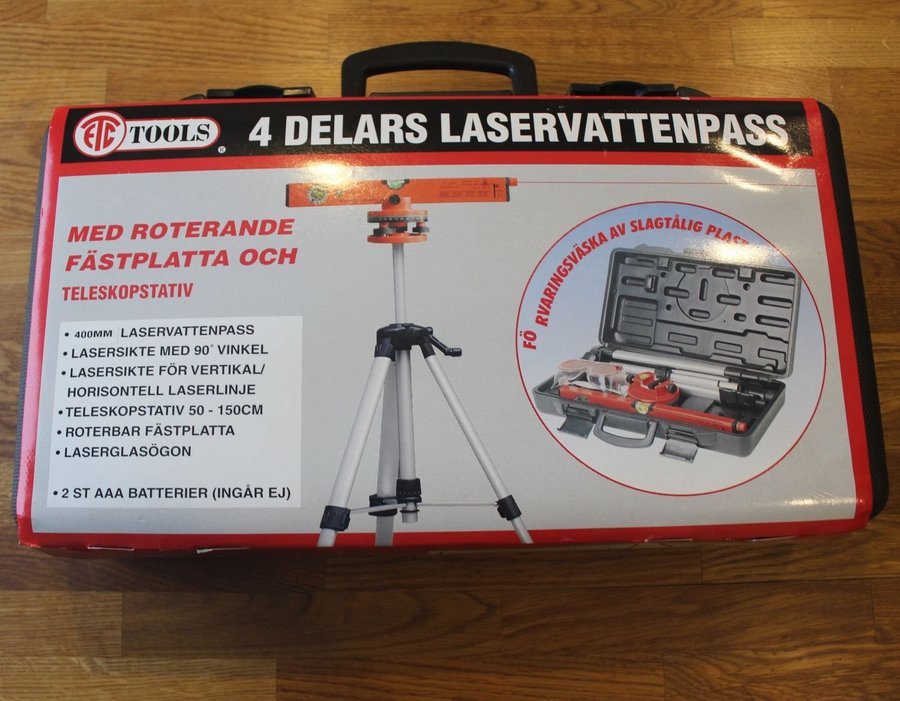 ETC TOOLS ®
4 DELARS LASERVATTENPASS
MED ROTERANDE
FÄSTPLATTA OCH
TELESKOPSTATIV
• 400MM LASERVATTENPASS
• LASERSIKTE MED 90° VINKEL
• LASERSIKTE FÖR VERTIKAL/
HORISONTELL LASERLINJE
• TELESKOPSTATIV 50 - 150CM
• ROTERBAR FÄSTPLATTA
• LASERGLASÖGON
• 2 ST AAA BATTERIER (INGÅR EJ)
FÖ RVARINGSVÄSKA AV SLAGTÅLIG PLAST